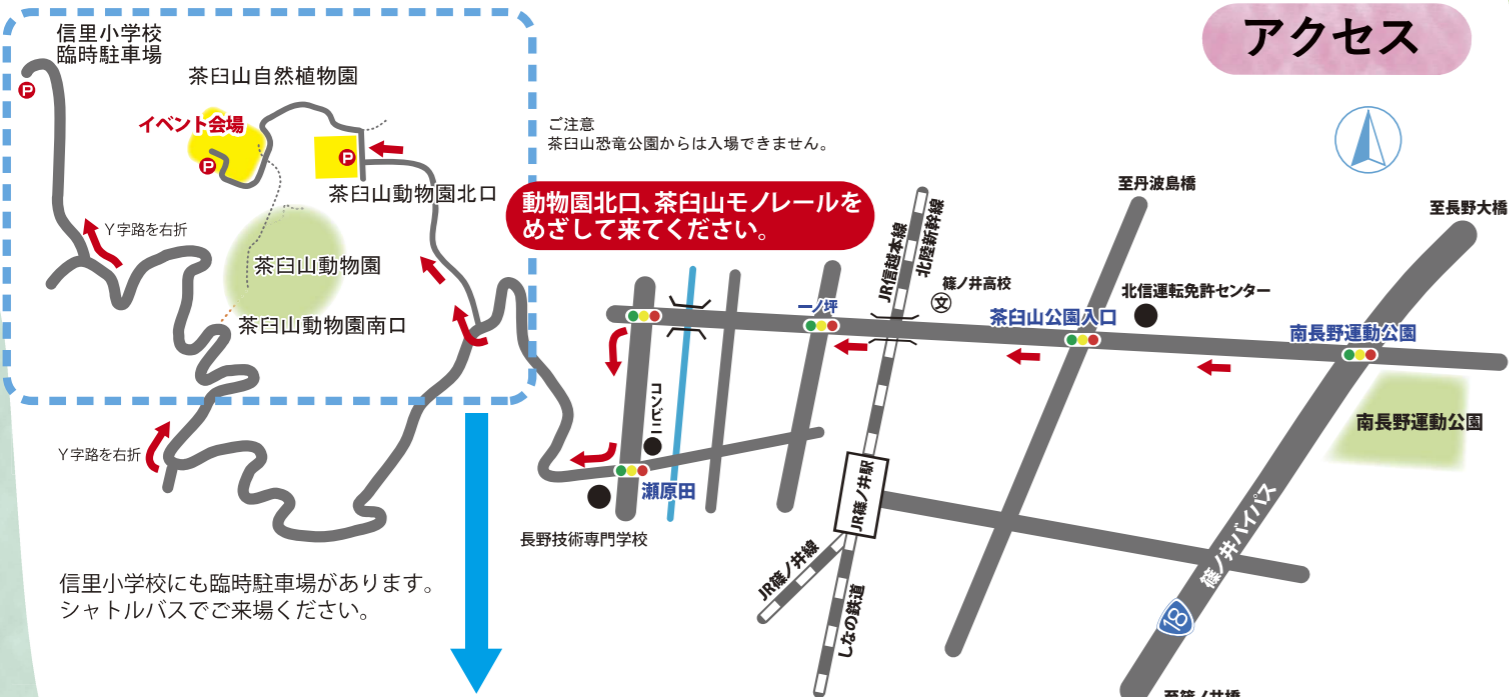 アクセス
信里小学校
臨時駐車場
P
茶臼山自然植物園
イベント会場
P
P
茶臼山動物園北口
Y字路を右折
茶臼山動物園
茶臼山動物園南口
Y字路を右折
ご注意
茶臼山恐竜公園からは入場できません。
動物園北口、茶臼山モノレールを
めざして来てください。
至丹波島橋
至長野大橋
JR信越本線
北陸新幹線
文
篠ノ井高校
北信運転免許センター
一ノ坪
茶臼山公園入口
南長野運動公園
南長野運動公園
コンビニ
瀬原田
長野技術専門学校
JR篠ノ井駅
JR篠ノ井線
しなの鉄道
篠ノ井バイパス
18
至篠ノ井橋
信里小学校にも臨時駐車場があります。
シャトルバスでご来場ください。